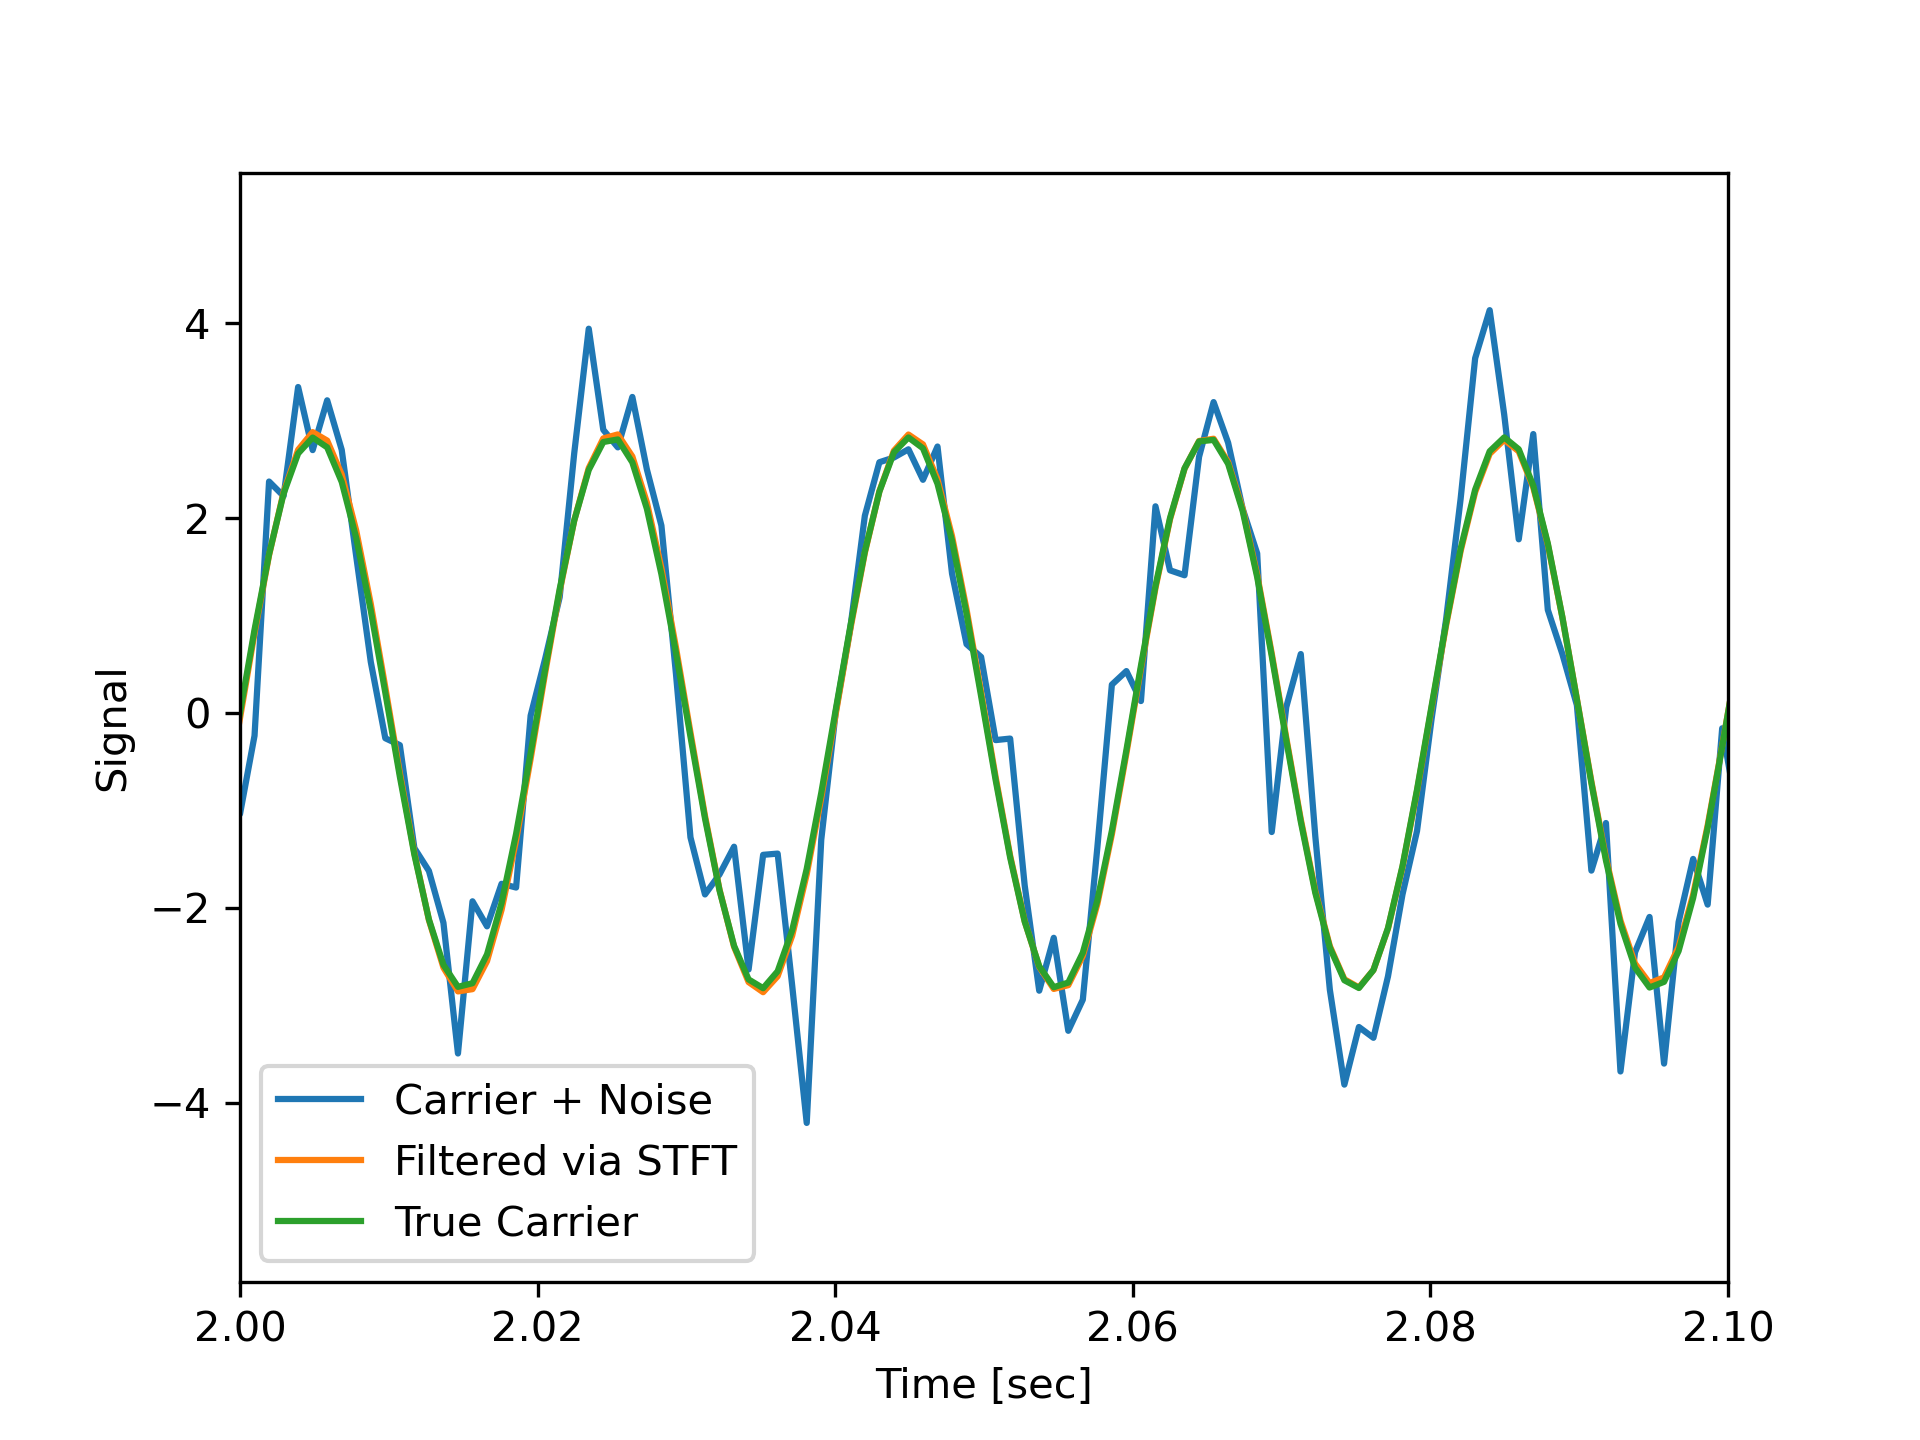 4
2
0
−2
−4
Signal
Carrier + Noise
Filtered via STFT
True Carrier
2.00 2.02 2.04 2.06 2.08 2.10
Time [sec]